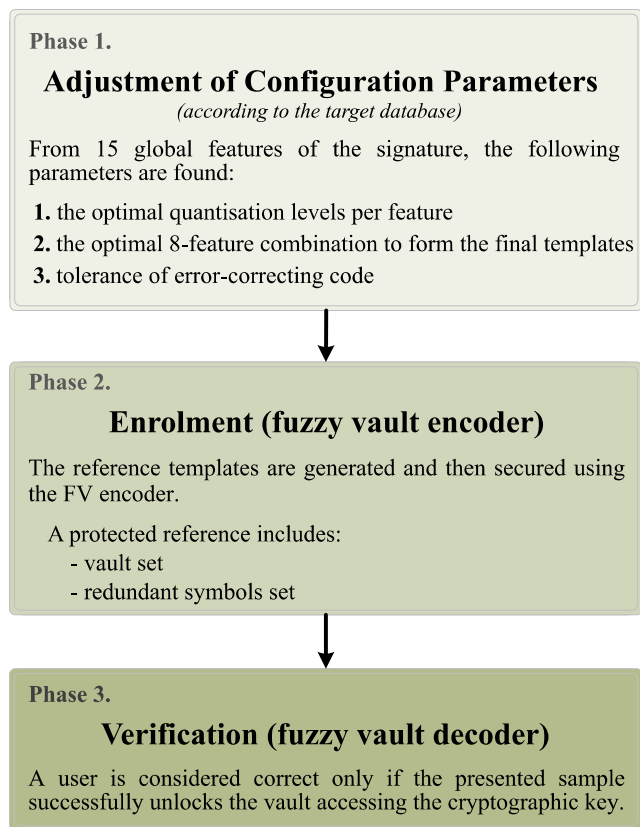 Phase 1.
Adjustment of Configuration Parameters
(according to the target database)
From 15 global features of the signature, the following
parameters are found:
1. the optimal quantisation levels per feature
2. the optimal 8-feature combination to form the final templates
3. tolerance of error-correcting code
Phase 2.
Enrolment (fuzzy vault encoder)
The reference templates are generated and then secured using
the FV encoder.
A protected reference includes:
- vault set
- redundant symbols set
Phase 3.
Verification (fuzzy vault decoder)
A user is considered correct only if the presented sample
successfully unlocks the vault accessing the cryptographic key.